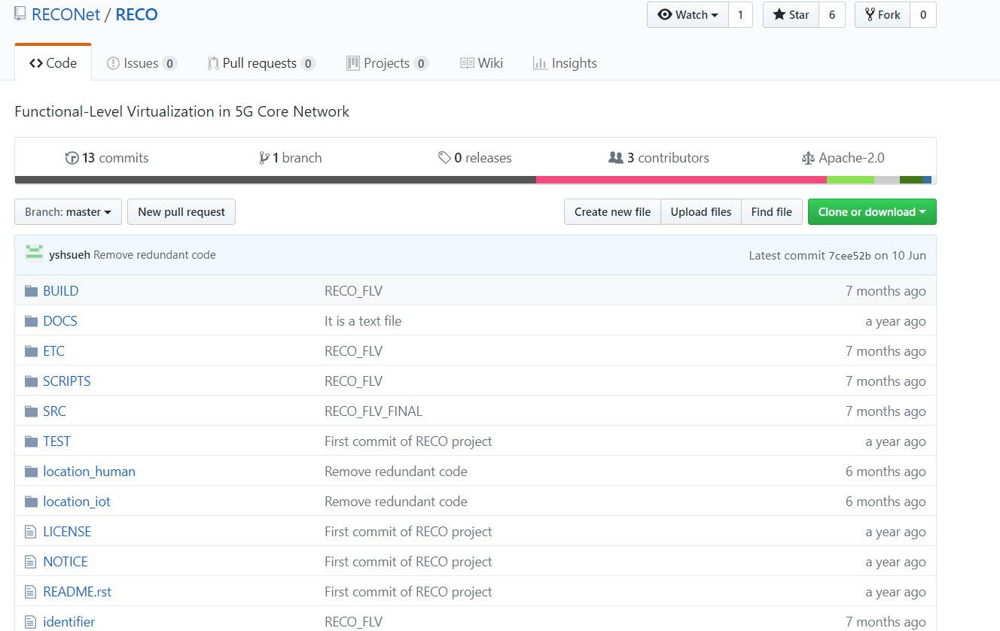 RECONet / RECO
Watch 1 Star 6 Fork 0
Code Issues 0 Pull requests 0 Projects 0 Wiki Insights
Functional-Level Virtualization in 5G Core Network
13 commits 1 branch 0 releases 3 contributors Apache-2.0
Branch: master New pull request Create new file Upload files Find file Clone or download
yshsueh Remove redundant code Latest commit 7cee52b on 10 Jun
BUILD RECO_FLV 7 months ago
DOCS It is a text file a year ago
ETC RECO_FLV 7 months ago
SCRIPTS RECO_FLV 7 months ago
SRC RECO_FLV_FINAL 7 months ago
TEST First commit of RECO project a year ago
location_human Remove redundant code 6 months ago
location_iot Remove redundant code 6 months ago
LICENSE First commit of RECO project a year ago
NOTICE First commit of RECO project a year ago
README.rst First commit of RECO project a year ago
identifier RECO_FLV 7 months ago